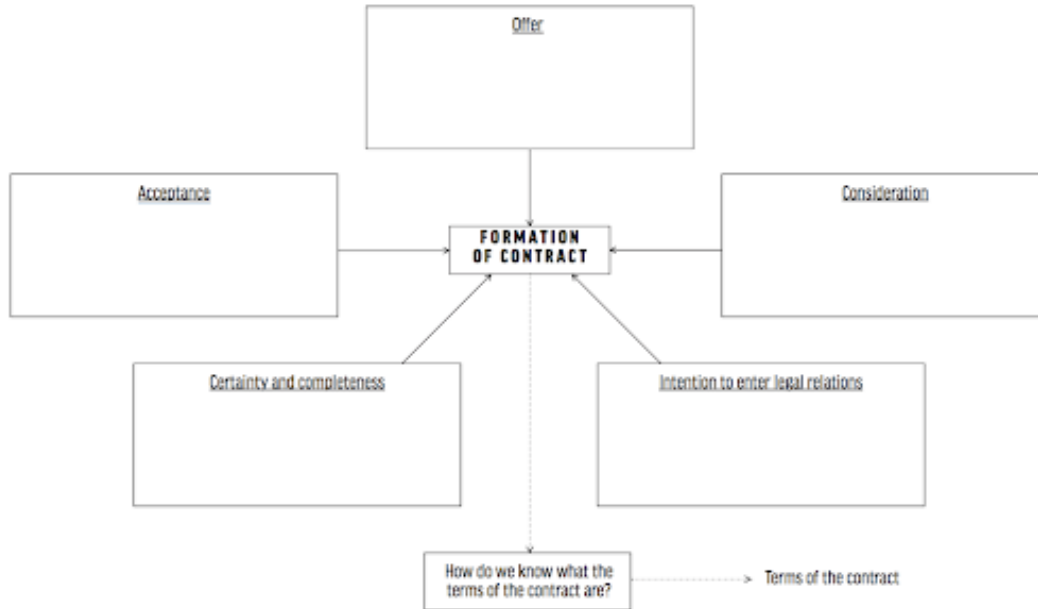 Offer
Acceptance
Consideration
FORMATION
OF CONTRACT
Certainty and completeness
Intention to enter legal relations
How do we know what the
terms of the contract are?
Terms of the contract